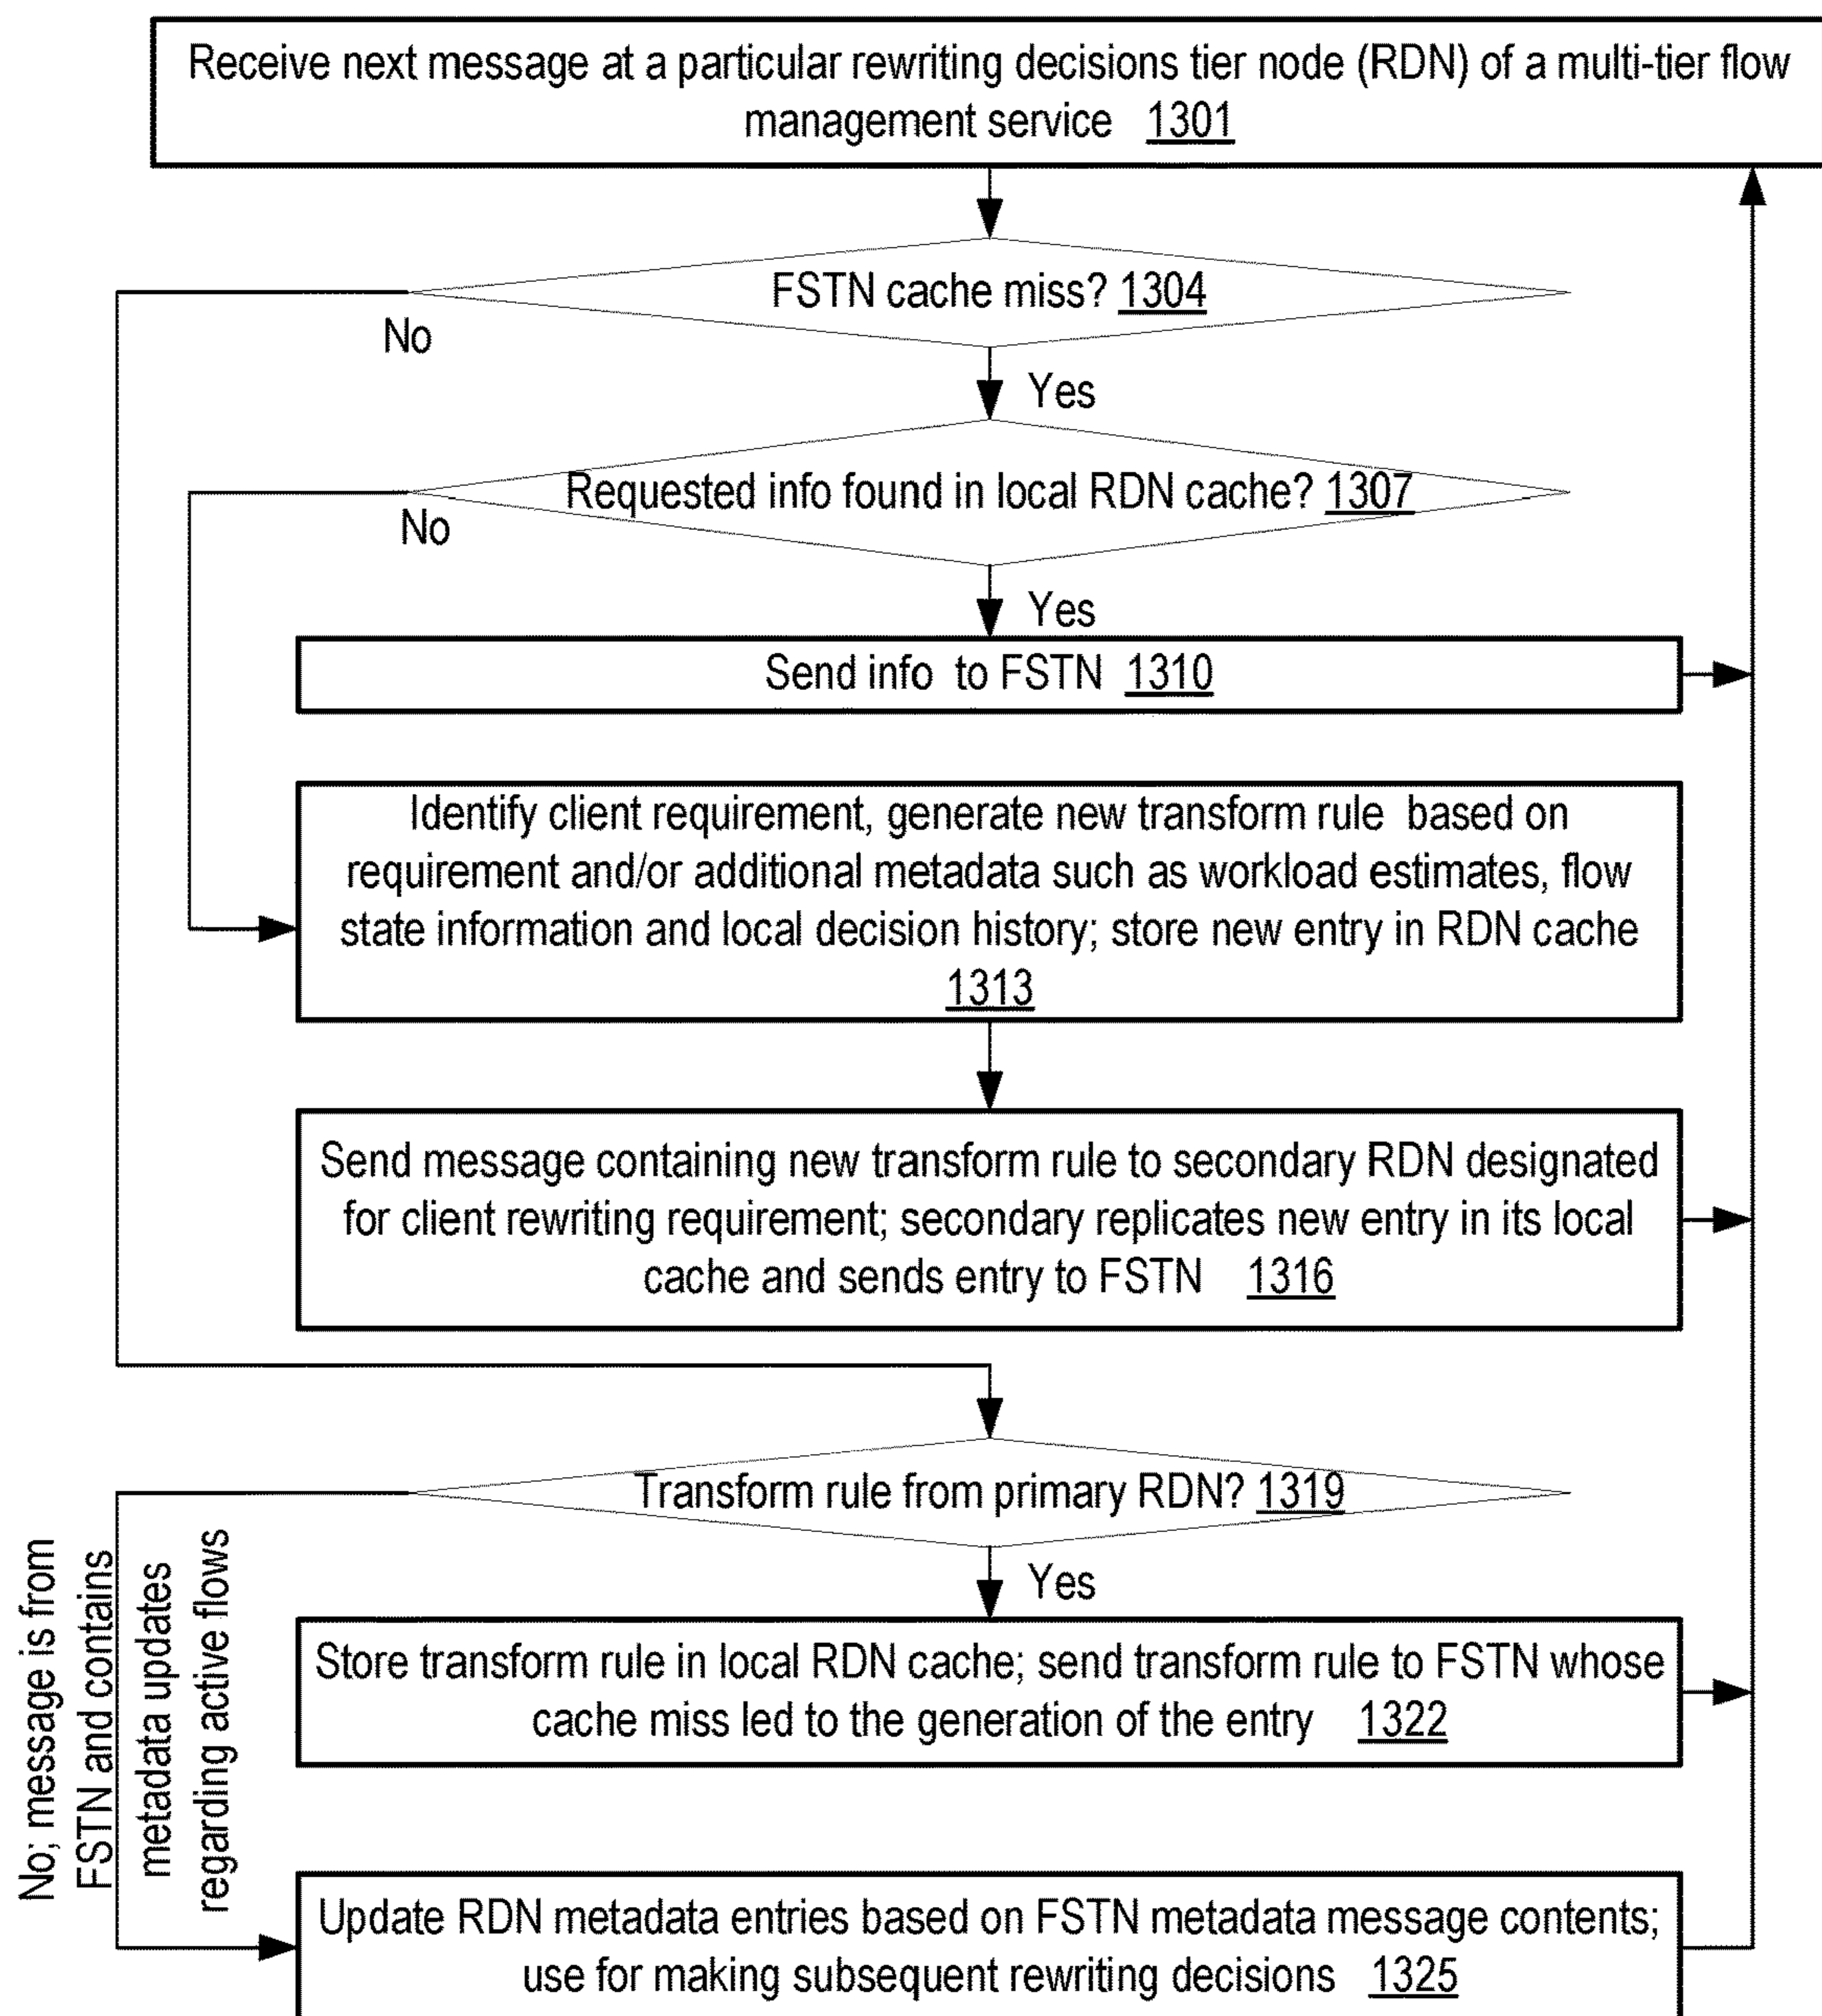 Receive next message at a particular rewriting decisions tier node (RDN) of a multi-tier flow
management service 1301
FSTN cache miss? 1304
No
Yes
Requested info found in local RDN cache? 1307
No
Yes
Send info to FSTN 1310
Identify client requirement, generate new transform rule based on
requirement and/or additional metadata such as workload estimates, flow
state information and local decision history; store new entry in RDN cache
1313
Send message containing new transform rule to secondary RDN designated
for client rewriting requirement; secondary replicates new entry in its local
cache and sends entry to FSTN 1316
Transform rule from primary RDN? 1319
Yes
No; message is from
FSTN and contains
metadata updates
regarding active flows
Store transform rule in local RDN cache; send transform rule to FSTN whose
cache miss led to the generation of the entry 1322
Update RDN metadata entries based on FSTN metadata message contents;
use for making subsequent rewriting decisions 1325